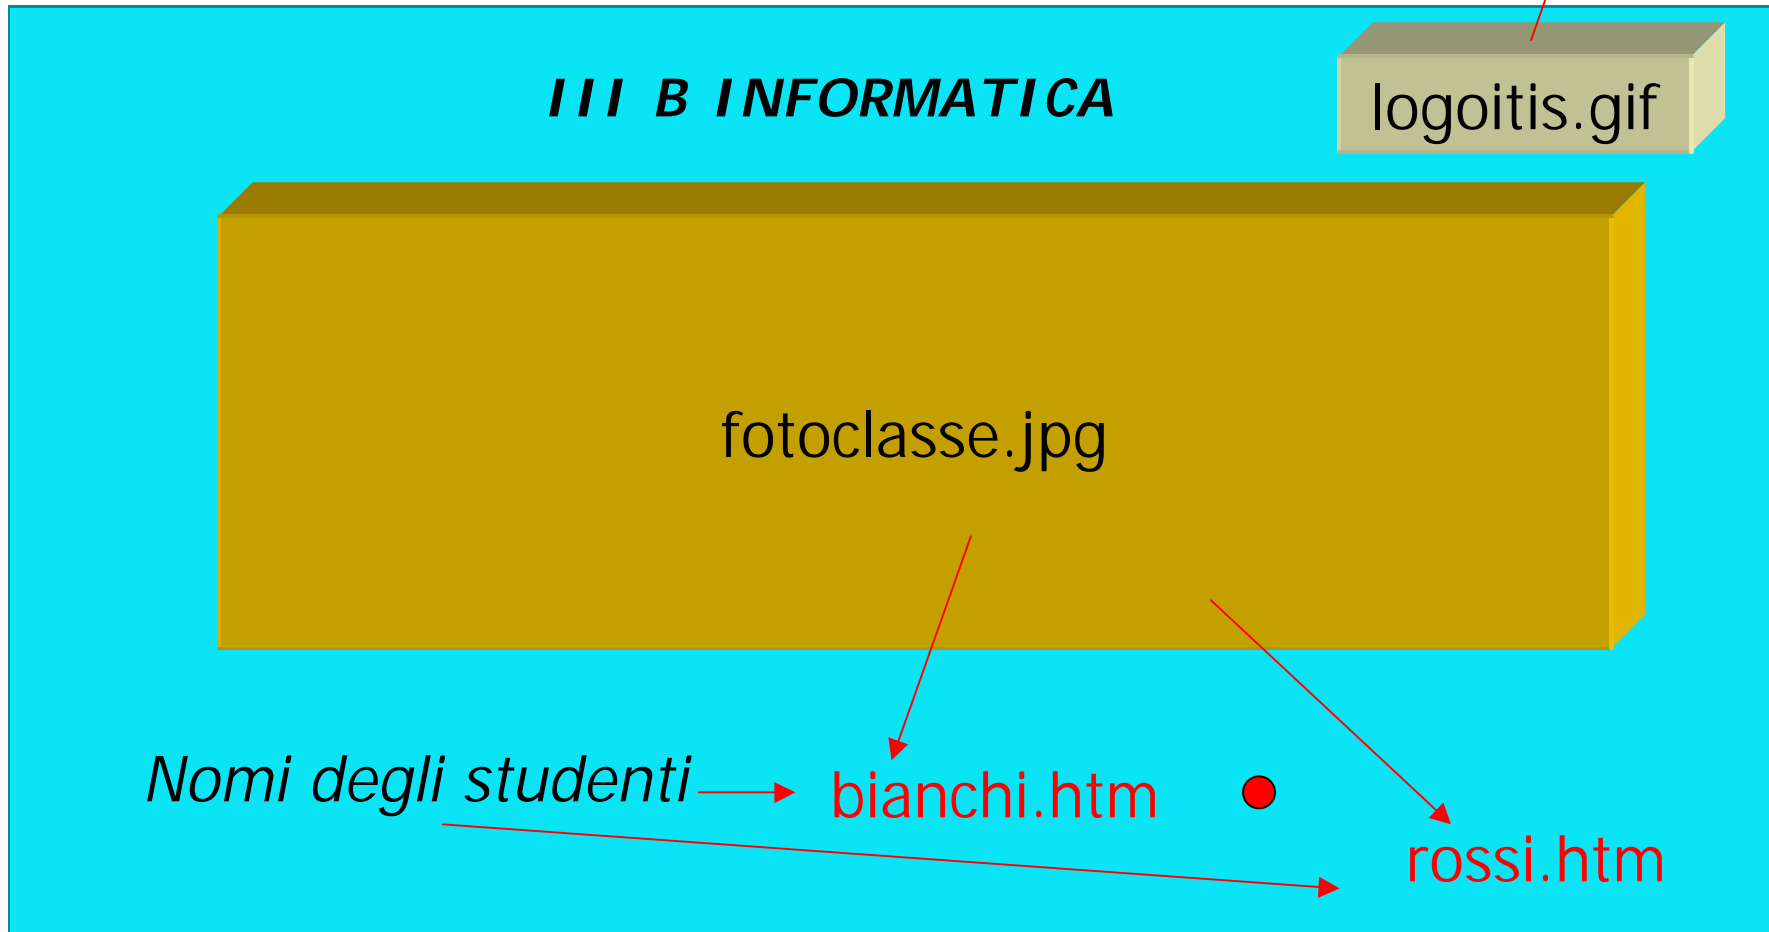 III B INFORMATICA
logoitis.gif
fotoclasse.jpg
Nomi degli studenti
bianchi.htm
rossi.htm